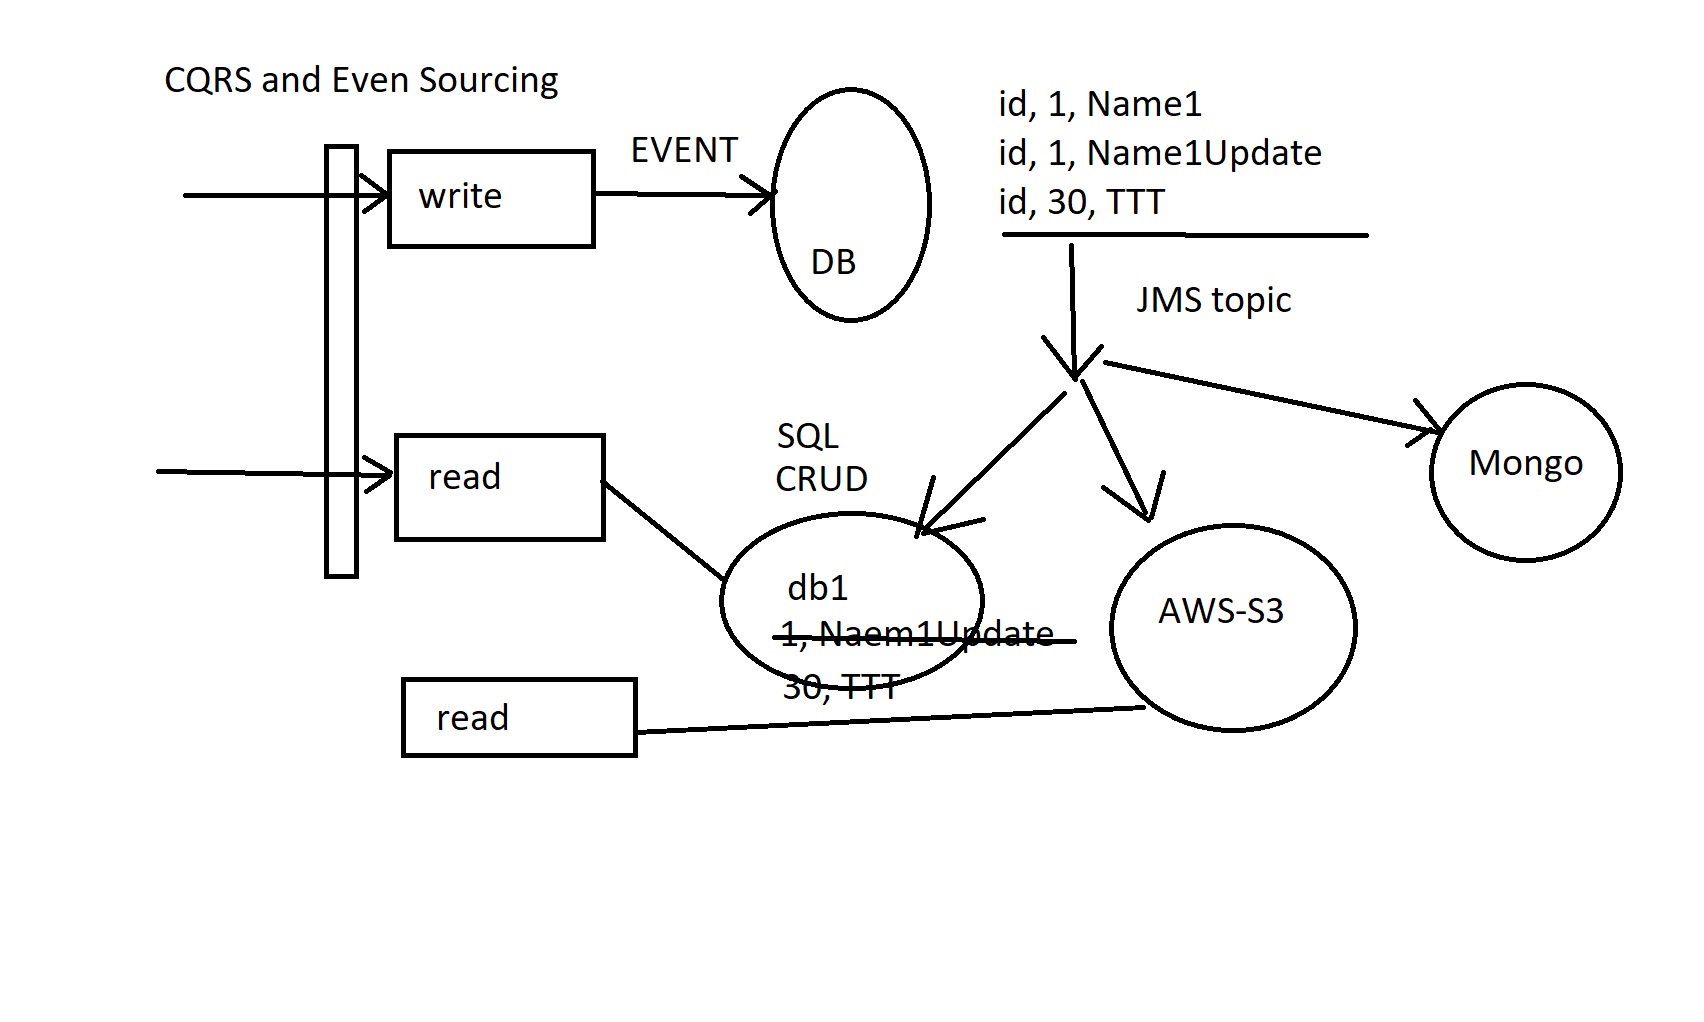 CQRS and Even Sourcing
id, 1, Name1
id, 1, Name1Update
id, 30, TTT
EVENT
write
DB
JMS topic
SQL
CRUD
read
Mongo
db1
1, Naem1Update
30, TTT
AWS-S3
read